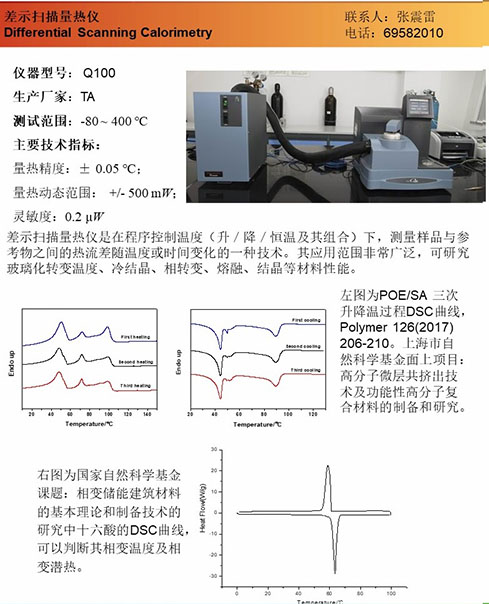 差示扫描量热仪
Differential Scanning Calorimetry
联系人：张震雷
电话：69582010
仪器型号： Q100
生产厂家：TA
测试范围：-80~ 400 ℃
主要技术指标：
量热精度：± 0.05 ℃；
量热动态范围： +/- 500 mW；
灵敏度：0.2 μW
差示扫描量热仪是在程序控制温度（升／降／恒温及其组合）下，测量样品与参
考物之间的热流差随温度或时间变化的一种技术。其应用范围非常广泛，可研究
玻璃化转变温度、冷结晶、相转变、熔融、结晶等材料性能。
Endo up
First heating
Second heating
Third heating
20 40 60 80 100 120 140
Temperature/℃
Endo up
First cooling
Second cooling
Third cooling
20 40 60 80 100 120
Temperature/℃
左图为POE/SA 三次
升降温过程DSC曲线，
Polymer 126(2017)
206-210。上海市自
然科学基金面上项目：
高分子微层共挤出技
术及功能性高分子复
合材料的制备和研究。
右图为国家自然科学基金
课题：相变储能建筑材料
的基本理论和制备技术的
研究中十六酸的DSC曲线，
可以判断其相变温度及相
变潜热。
Heat Flow(W/g)
30
20
10
0
-10
-20
-30
0 20 40 60 80 100
Temperature/℃